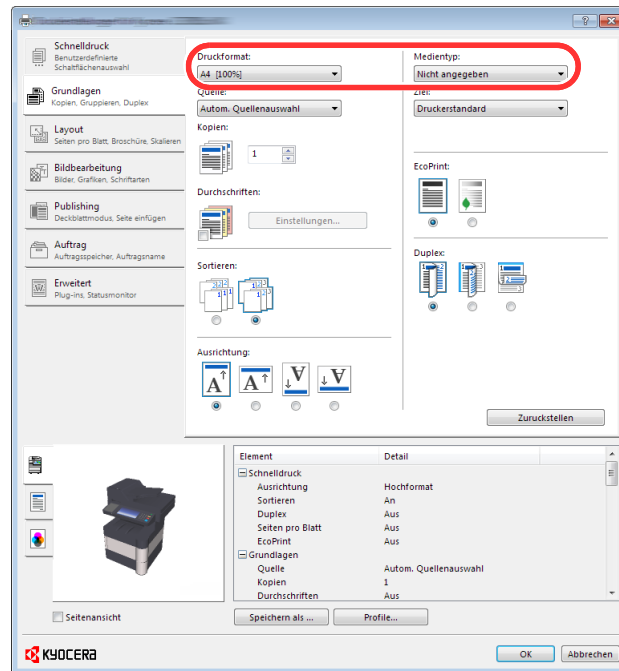 Schnelldruck
Benutzerdefinierte
Schaltflächenauswahl
Grundlagen
Kopien, Gruppieren, Duplex
Layout
Seiten pro Blatt, Broschüre, Skalieren
Bildbearbeitung
Bilder, Grafiken, Schriftarten
Publishing
Deckblattmodus, Seite einfügen
Auftrag
Auftragsspeicher, Auftragsname
Erweitert
Plug-ins, Statusmonitor
Druckformat:
A4 [100%]
Medientyp:
Nicht angegeben
Quelle:
Autom. Quellenauswahl
Ziel:
Druckerstandard
Kopien:
1
EcoPrint:
Durchschriften:
Einstellungen...
Duplex:
Sortieren:
Ausrichtung:
Zuruckstellen
Element Detail
Schnelldruck
Ausrichtung Hochformat
Sortieren An
Duplex Aus
Seiten pro Blatt Aus
EcoPrint Aus
Grundlagen
Quelle Autom. Quellenauswahl
Kopien 1
Durchschriften Aus
Seitenansicht
Speichern als ... Profile...
KYOCERA
OK Abbrechen